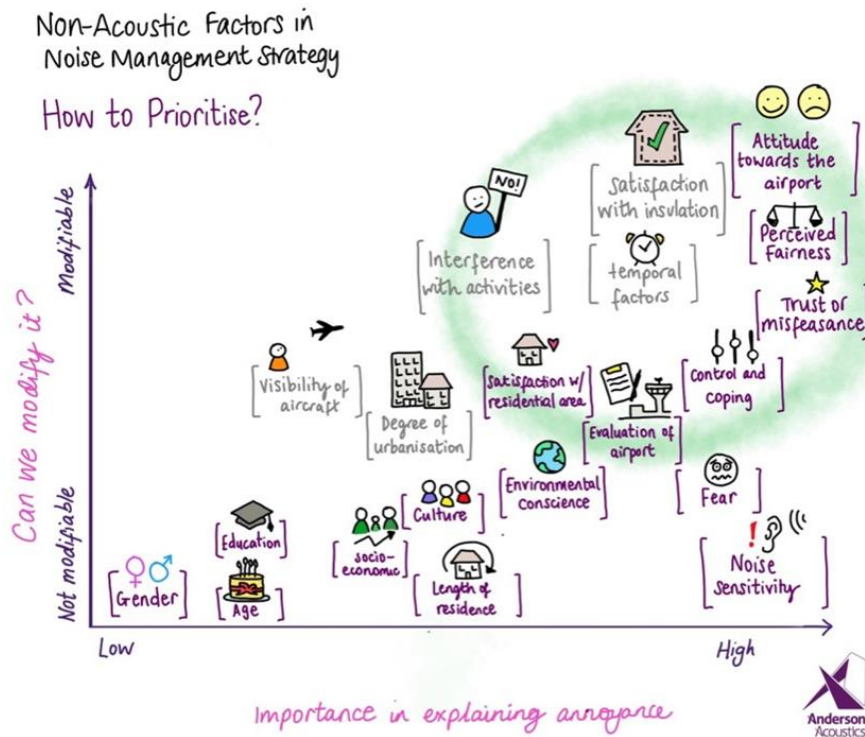 Non-Acoustic Factors in
Noise Management Strategy
How to Prioritise?
Attitude
towards the
airport
NO!
Satisfaction
with insulation
Perceived
Fairness
Interference
with activities
temporal
factors
Trust or
misfeasance
Visibility of
aircraft
Degree of
urbanisation
Satisfaction w/
residential area
Evaluation of
airport
Control and
coping
Environmental
conscience
Fear
Culture
Education
socio-
economic
Noise
Sensitivity
Gender
Age
Length of
residence
Can we modify it?
Modifiable
Not modifiable
Low
High
Importance in explaining annoyance
Anderson
Acoustics